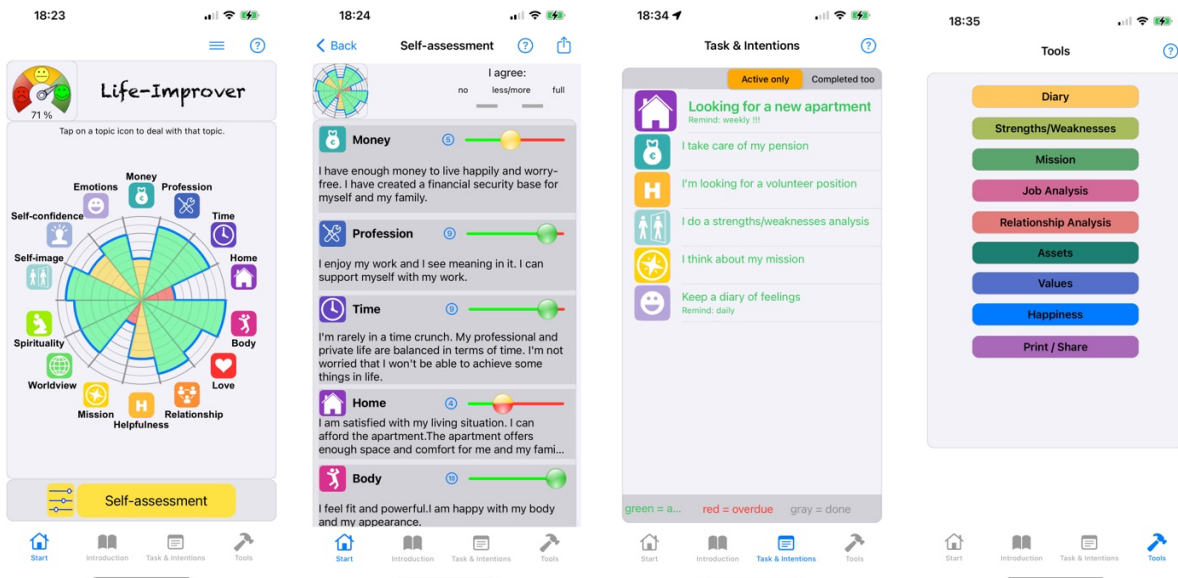 18:23
71 %
Life-Improver
Tap on a topic icon to deal with that topic.
Money
Emotions
Profession
Self-confidence
Time
Self-image
Home
Spirituality
Body
Worldview
Love
Mission
Relationship
H
Helpfulness
Self-assessment
Start
Introduction
Task & Intentions
Tools
18:24
Back
Self-assessment
?
I agree:
no less/more full
Money 5
I have enough money to live happily and worry-
free. I have created a financial security base for
myself and my family.
Profession 9
I enjoy my work and I see meaning in it. I can
support myself with my work.
Time 9
I'm rarely in a time crunch. My professional and
private life are balanced in terms of time. I'm not
worried that I won't be able to achieve some
things in life.
Home 4
I am satisfied with my living situation. I can
afford the apartment.The apartment offers
enough space and comfort for me and my fami...
Body 10
I feel fit and powerful.I am happy with my body
and my appearance.
Start
Introduction
Task & Intentions
Tools
18:34
Task & Intentions
?
Active only
Completed too
Looking for a new apartment
Remind: weekly !!!
€
I take care of my pension
H
I'm looking for a volunteer position
I do a strengths/weaknesses analysis
I think about my mission
Keep a diary of feelings
Remind: daily
green = a...
red = overdue
gray = done
Start
Introduction
Task & Intentions
Tools
18:35
Tools
?
Diary
Strengths/Weaknesses
Mission
Job Analysis
Relationship Analysis
Assets
Values
Happiness
Print / Share
Start
Introduction
Task & Intentions
Tools